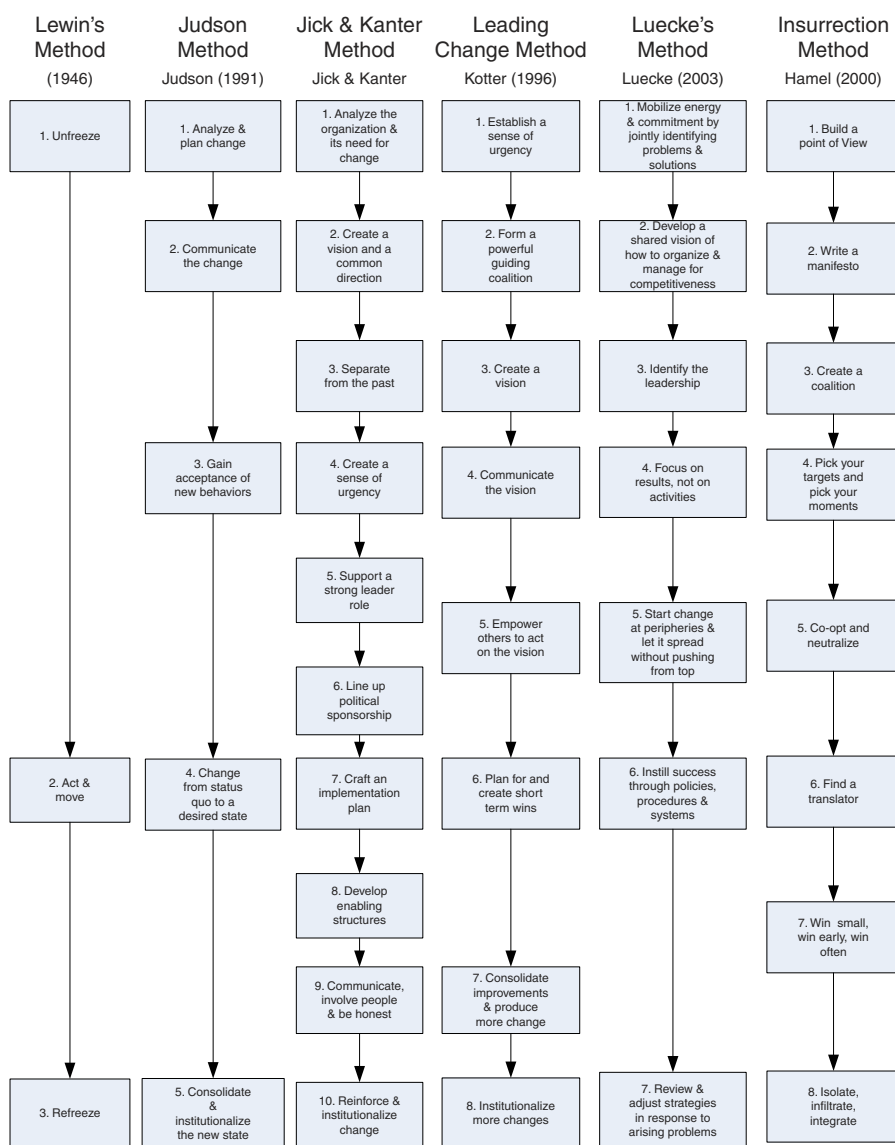 Lewin's
Method
(1946)
1. Unfreeze
2. Act &
move
3. Refreeze
Judson
Method
Judson (1991)
1. Analyze &
plan change
2. Communicate
the change
3. Gain
acceptance of
new behaviors
4. Change
from status
quo to a
desired state
5. Consolidate
&
institutionalize
the new state
Jick & Kanter
Method
Jick & Kanter
1. Analyze the
organization &
its need for
change
2. Create a
vision and a
common
direction
3. Separate
from the past
4. Create a
sense of
urgency
5. Support a
strong leader
role
6. Line up
political
sponsorship
7. Craft an
implementation
plan
8. Develop
enabling
structures
9. Communicate,
involve people
& be honest
10. Reinforce &
institutionalize
change
Leading
Change Method
Kotter (1996)
1. Establish a
sense of
urgency
2. Form a
powerful
guiding
coalition
3. Create a
vision
4. Communicate
the vision
5. Empower
others to act
on the vision
6. Plan for and
create short
term wins
7. Consolidate
improvements
& produce
more change
8. Institutionalize
more changes
Luecke's
Method
Luecke (2003)
1. Mobilize energy
& commitment by
jointly identifying
problems &
solutions
2. Develop a
shared vision of
how to organize &
manage for
competitiveness
3. Identify the
leadership
4. Focus on
results, not on
activities
5. Start change
at peripheries &
let it spread
without pushing
from top
6. Instill success
through policies,
procedures &
systems
7. Review &
adjust strategies
in response to
arising problems
Insurrection
Method
Hamel (2000)
1. Build a
point of View
2. Write a
manifesto
3. Create a
coalition
4. Pick your
targets and
pick your
moments
5. Co-opt and
neutralize
6. Find a
translator
7. Win small,
win early, win
often
8. Isolate,
infiltrate,
integrate